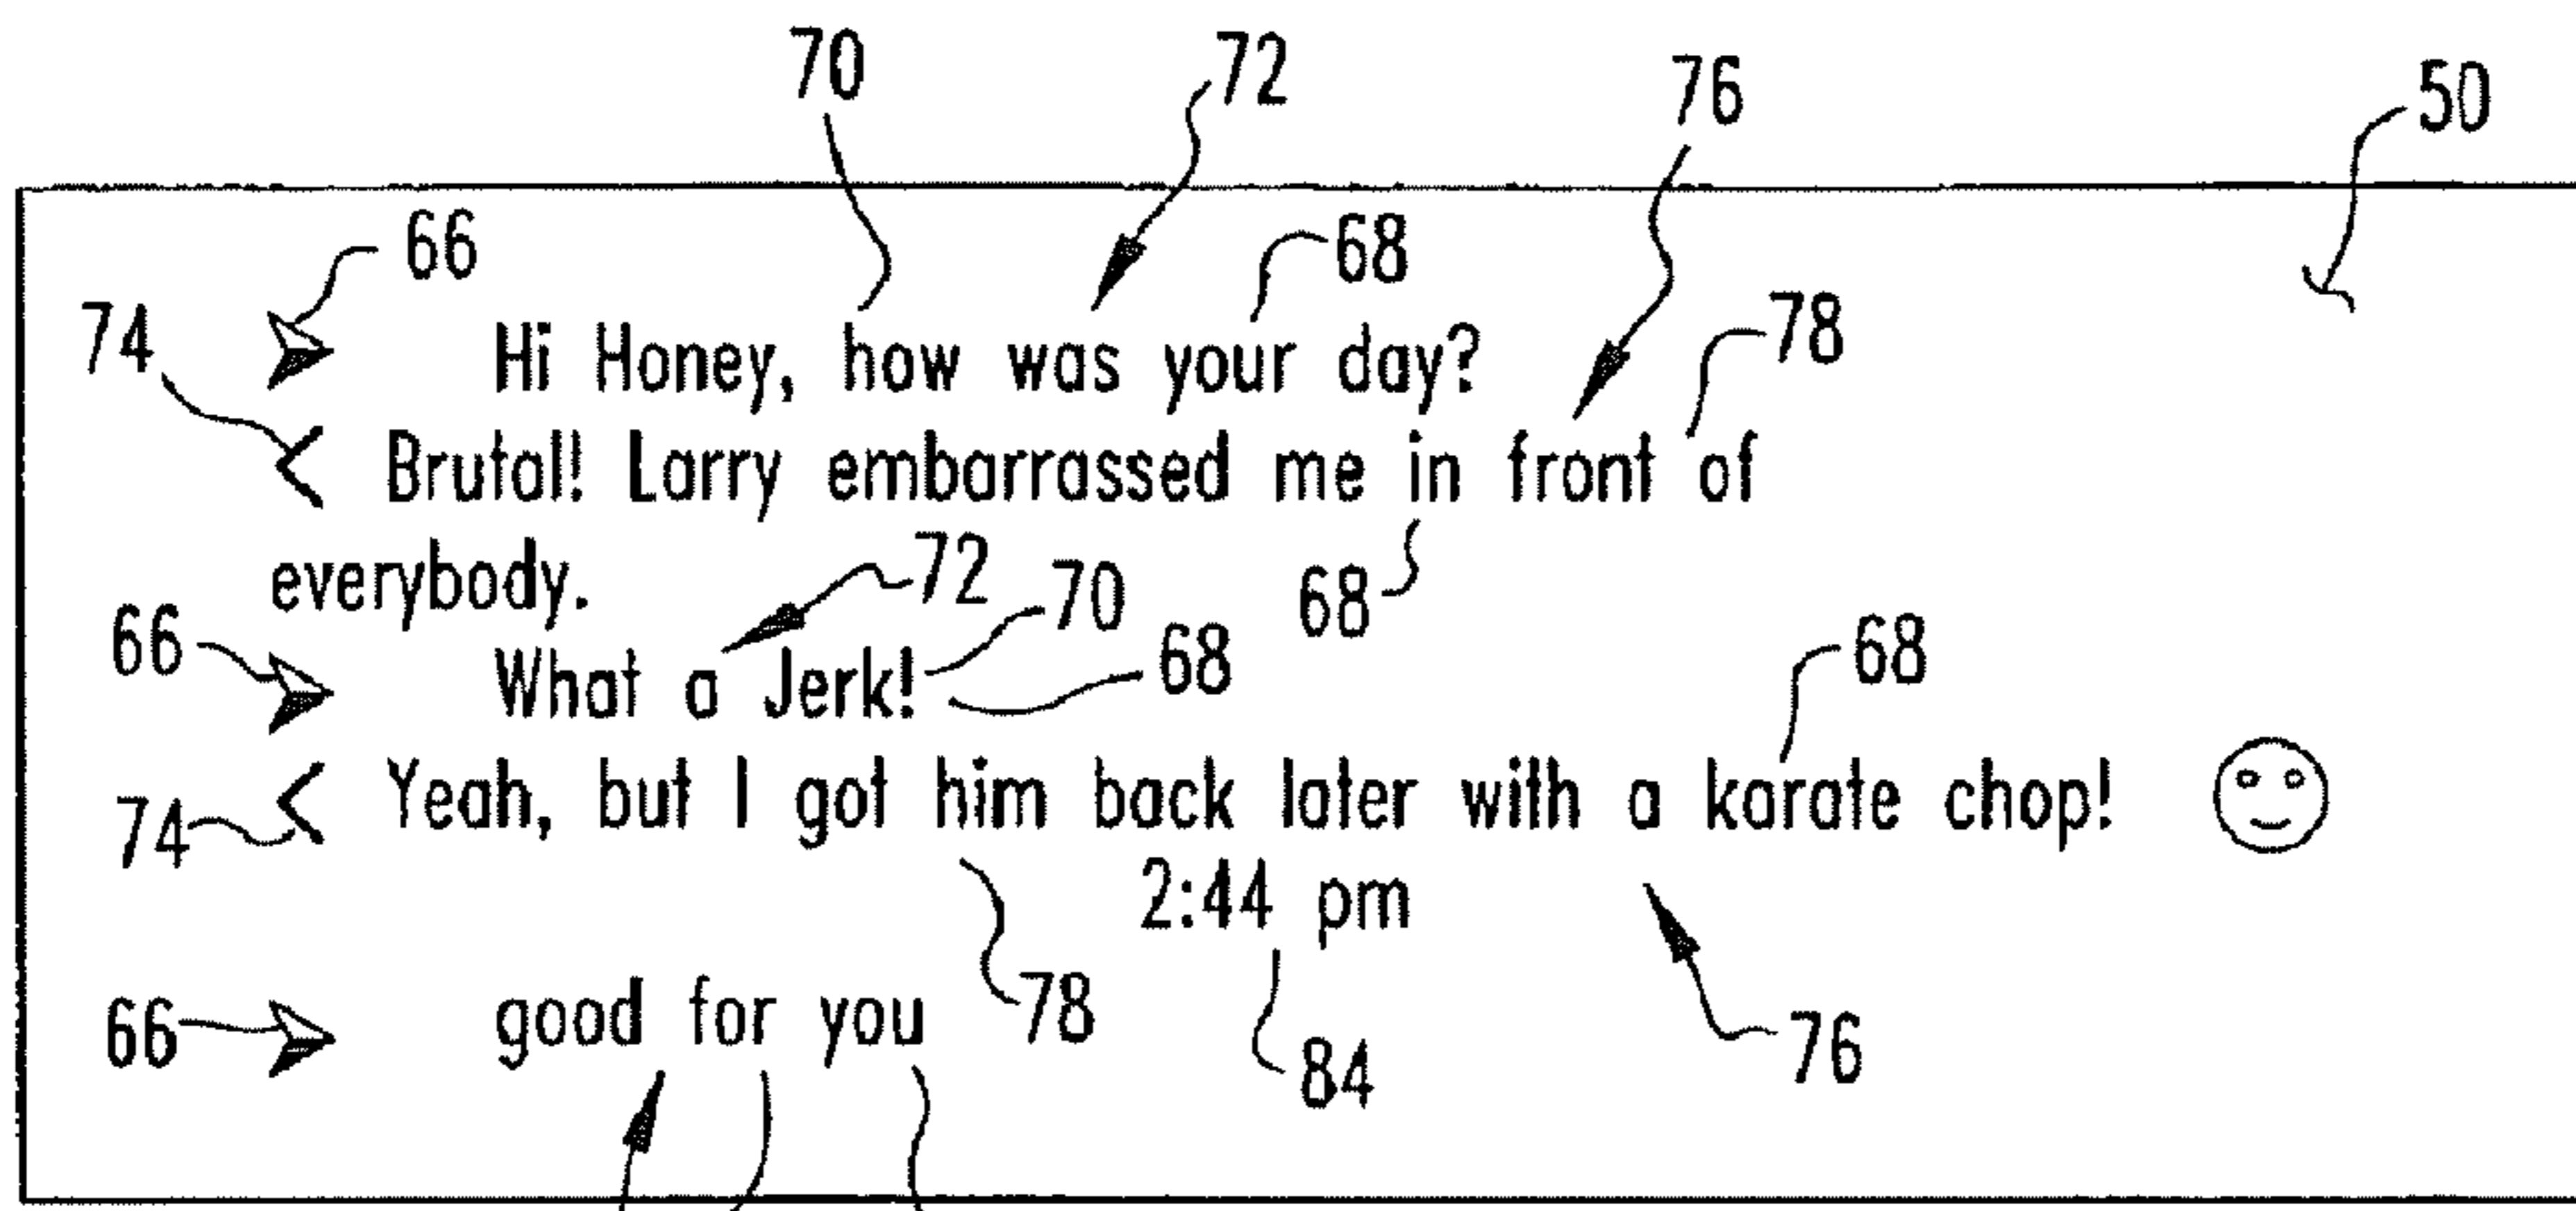 70 72 76 50
66 68
74 78
Hi Honey, how was your day?
< Brutal! Larry embarrassed me in front of
everybody. 72 70 68
66 68 68
What a Jerk!
< Yeah, but I got him back later with a karate chop!
74
2:44 pm
66 good for you 78 84 76